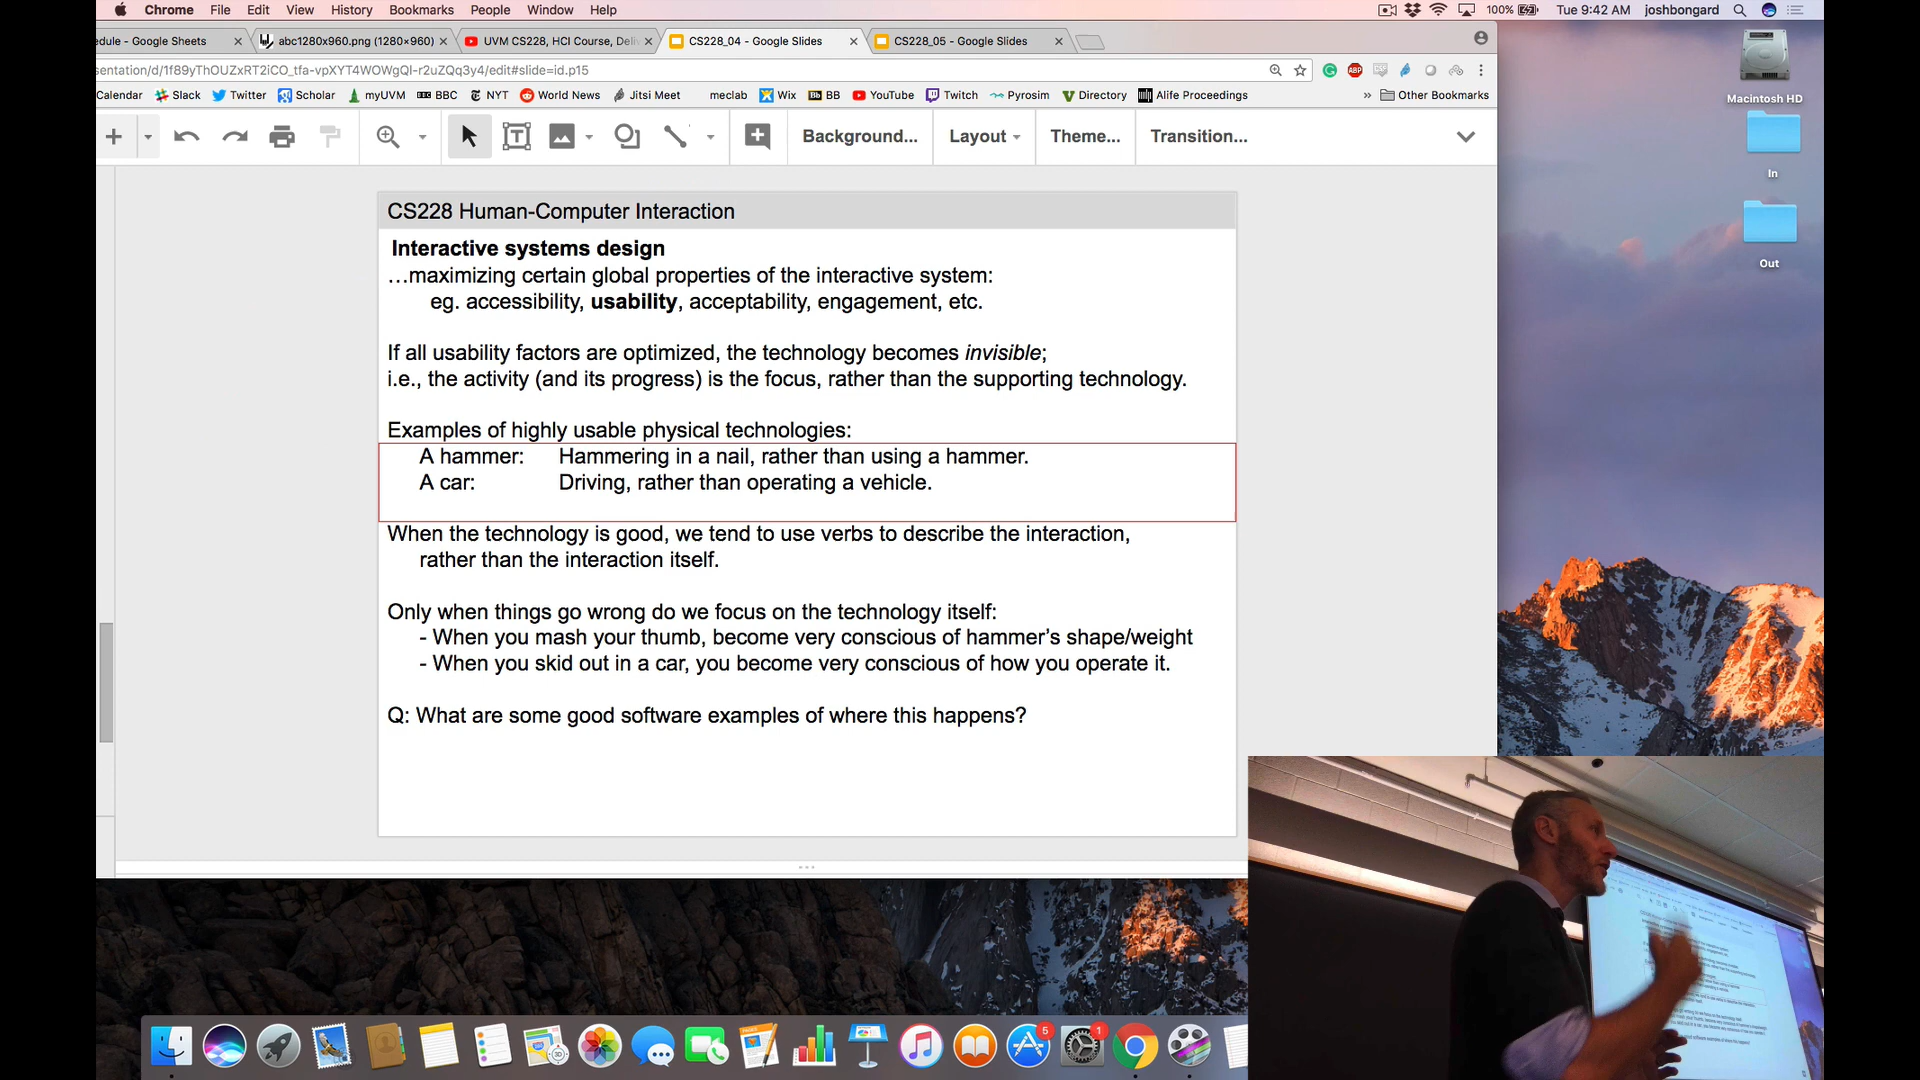 Chrome File Edit View History Bookmarks People Window Help 100% Tue 9:42 AM joshbongard
edule - Google Sheets abc1280x960.png (1280×960) UVM CS228, HCI Course, Deli CS228_04 - Google Slides CS228_05 - Google Slides
sentation/d/1f89yThOUZxRT2iCO_tfa-vpXYT4WOWgQI-r2uZQq3y4/edit#slide=id.p15
Calendar Slack Twitter Scholar myUVM BBC NYT World News Jitsi Meet meclab Wix BB YouTube Twitch Pyrosim Directory Alife Proceedings » Other Bookmarks
Background... Layout Theme... Transition...
Macintosh HD
In
Out
CS228 Human-Computer Interaction
Interactive systems design
…maximizing certain global properties of the interactive system:
eg. accessibility, usability, acceptability, engagement, etc.
If all usability factors are optimized, the technology becomes invisible;
i.e., the activity (and its progress) is the focus, rather than the supporting technology.
Examples of highly usable physical technologies:
A hammer: Hammering in a nail, rather than using a hammer.
A car: Driving, rather than operating a vehicle.
When the technology is good, we tend to use verbs to describe the interaction,
rather than the interaction itself.
Only when things go wrong do we focus on the technology itself:
- When you mash your thumb, become very conscious of hammer's shape/weight
- When you skid out in a car, you become very conscious of how you operate it.
Q: What are some good software examples of where this happens?
5
1